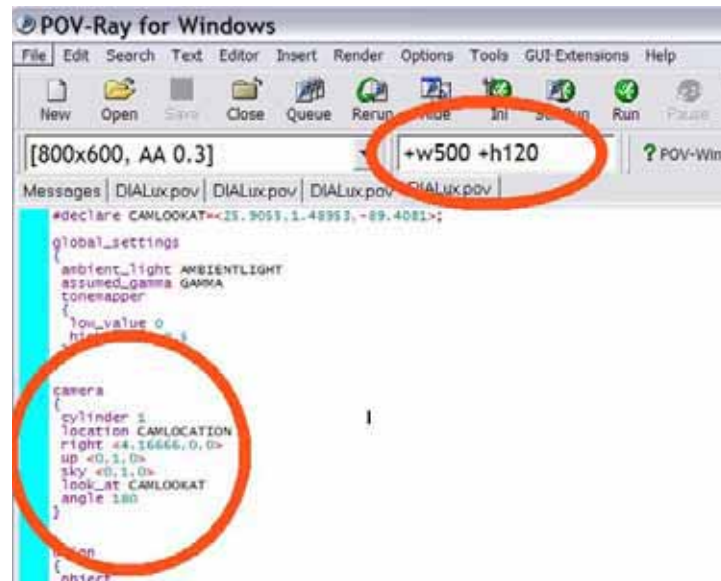 POV-Ray for Windows
File Edit Search Text Editor Insert Render Options Tools GUI-Extensions Help
New Open Save Close Queue Rerun Ini Run Pause
[800x600, AA 0.3] +w500 +h120 ? POV-Win
Messages DIALux.pov DIALux.pov DIALux.pov DIALux.pov
#declare CAMLOOKAT=<25.9055,1.48953,-89.4081>;
global_settings
{
ambient_light AMBIENTLIGHT
assumed_gamma GAMMA
tonemapper
{
low_value 0
camera
{
cylinder 1
location CAMLOCATION
right <4.16666,0,0>
up <0,1,0>
sky <0,1,0>
look_at CAMLOOKAT
angle 180
}
{
object